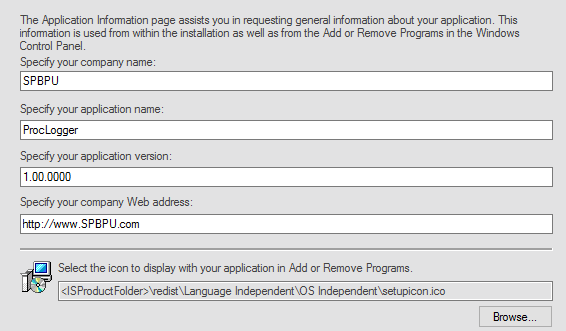 The Application Information page assists you in requesting general information about your application. This
information is used from within the installation as well as from the Add or Remove Programs in the Windows
Control Panel.
Specify your company name:
SPBPU
Specify your application name:
ProcLogger
Specify your application version:
1.00.0000
Specify your company Web address:
http://www.SPBPU.com
Select the icon to display with your application in Add or Remove Programs.
<ISProductFolder>\redist\Language Independent\OS Independent\setupicon.ico
Browse...